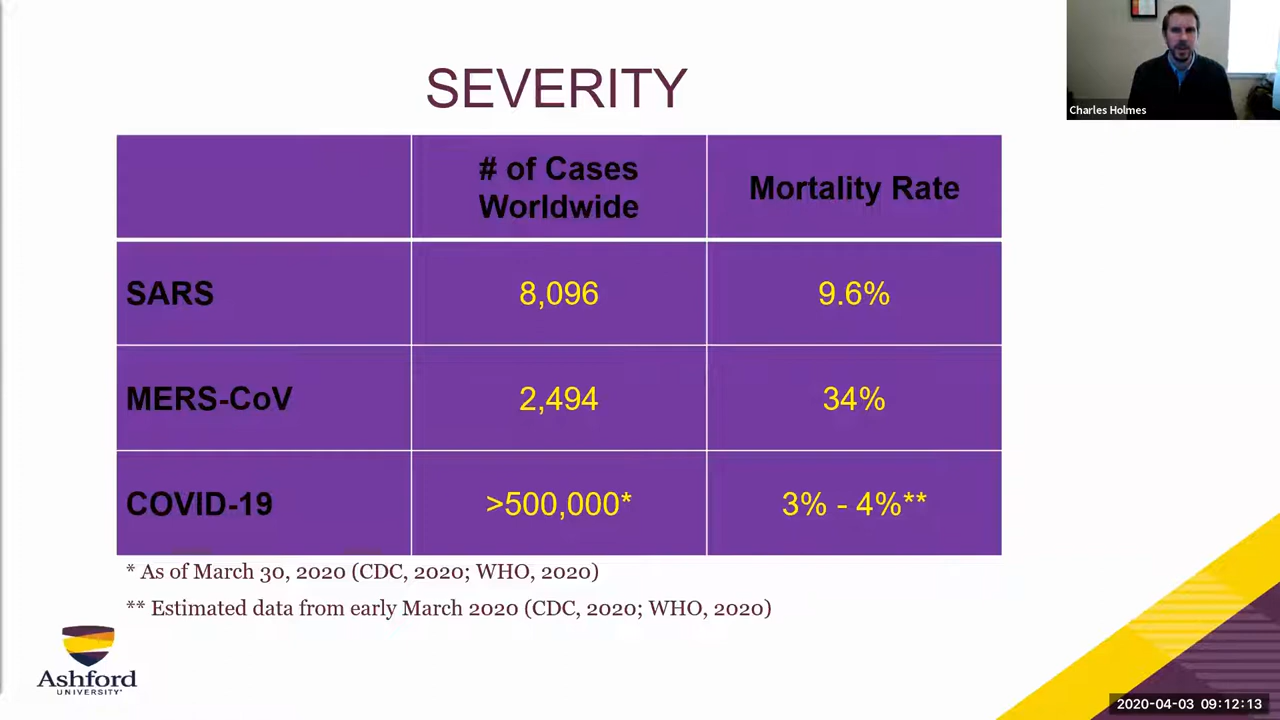 SEVERITY
Charles Holmes
# of Cases
Worldwide
Mortality Rate
SARS
8,096
9.6%
MERS-CoV
2,494
34%
COVID-19
>500,000*
3% - 4%**
* As of March 30, 2020 (CDC, 2020; WHO, 2020)
** Estimated data from early March 2020 (CDC, 2020; WHO, 2020)
Ashford
UNIVERSITY
2020-04-03 09:12:13